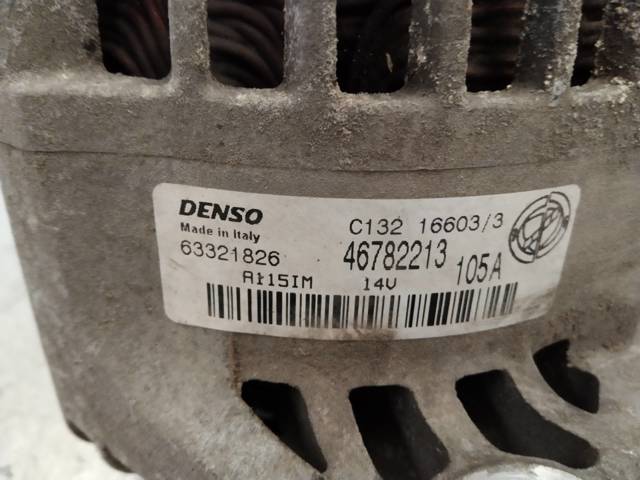 DENSO
Made in Italy
63321826
A115IM
C132 16603/3
46782213
14V
105A